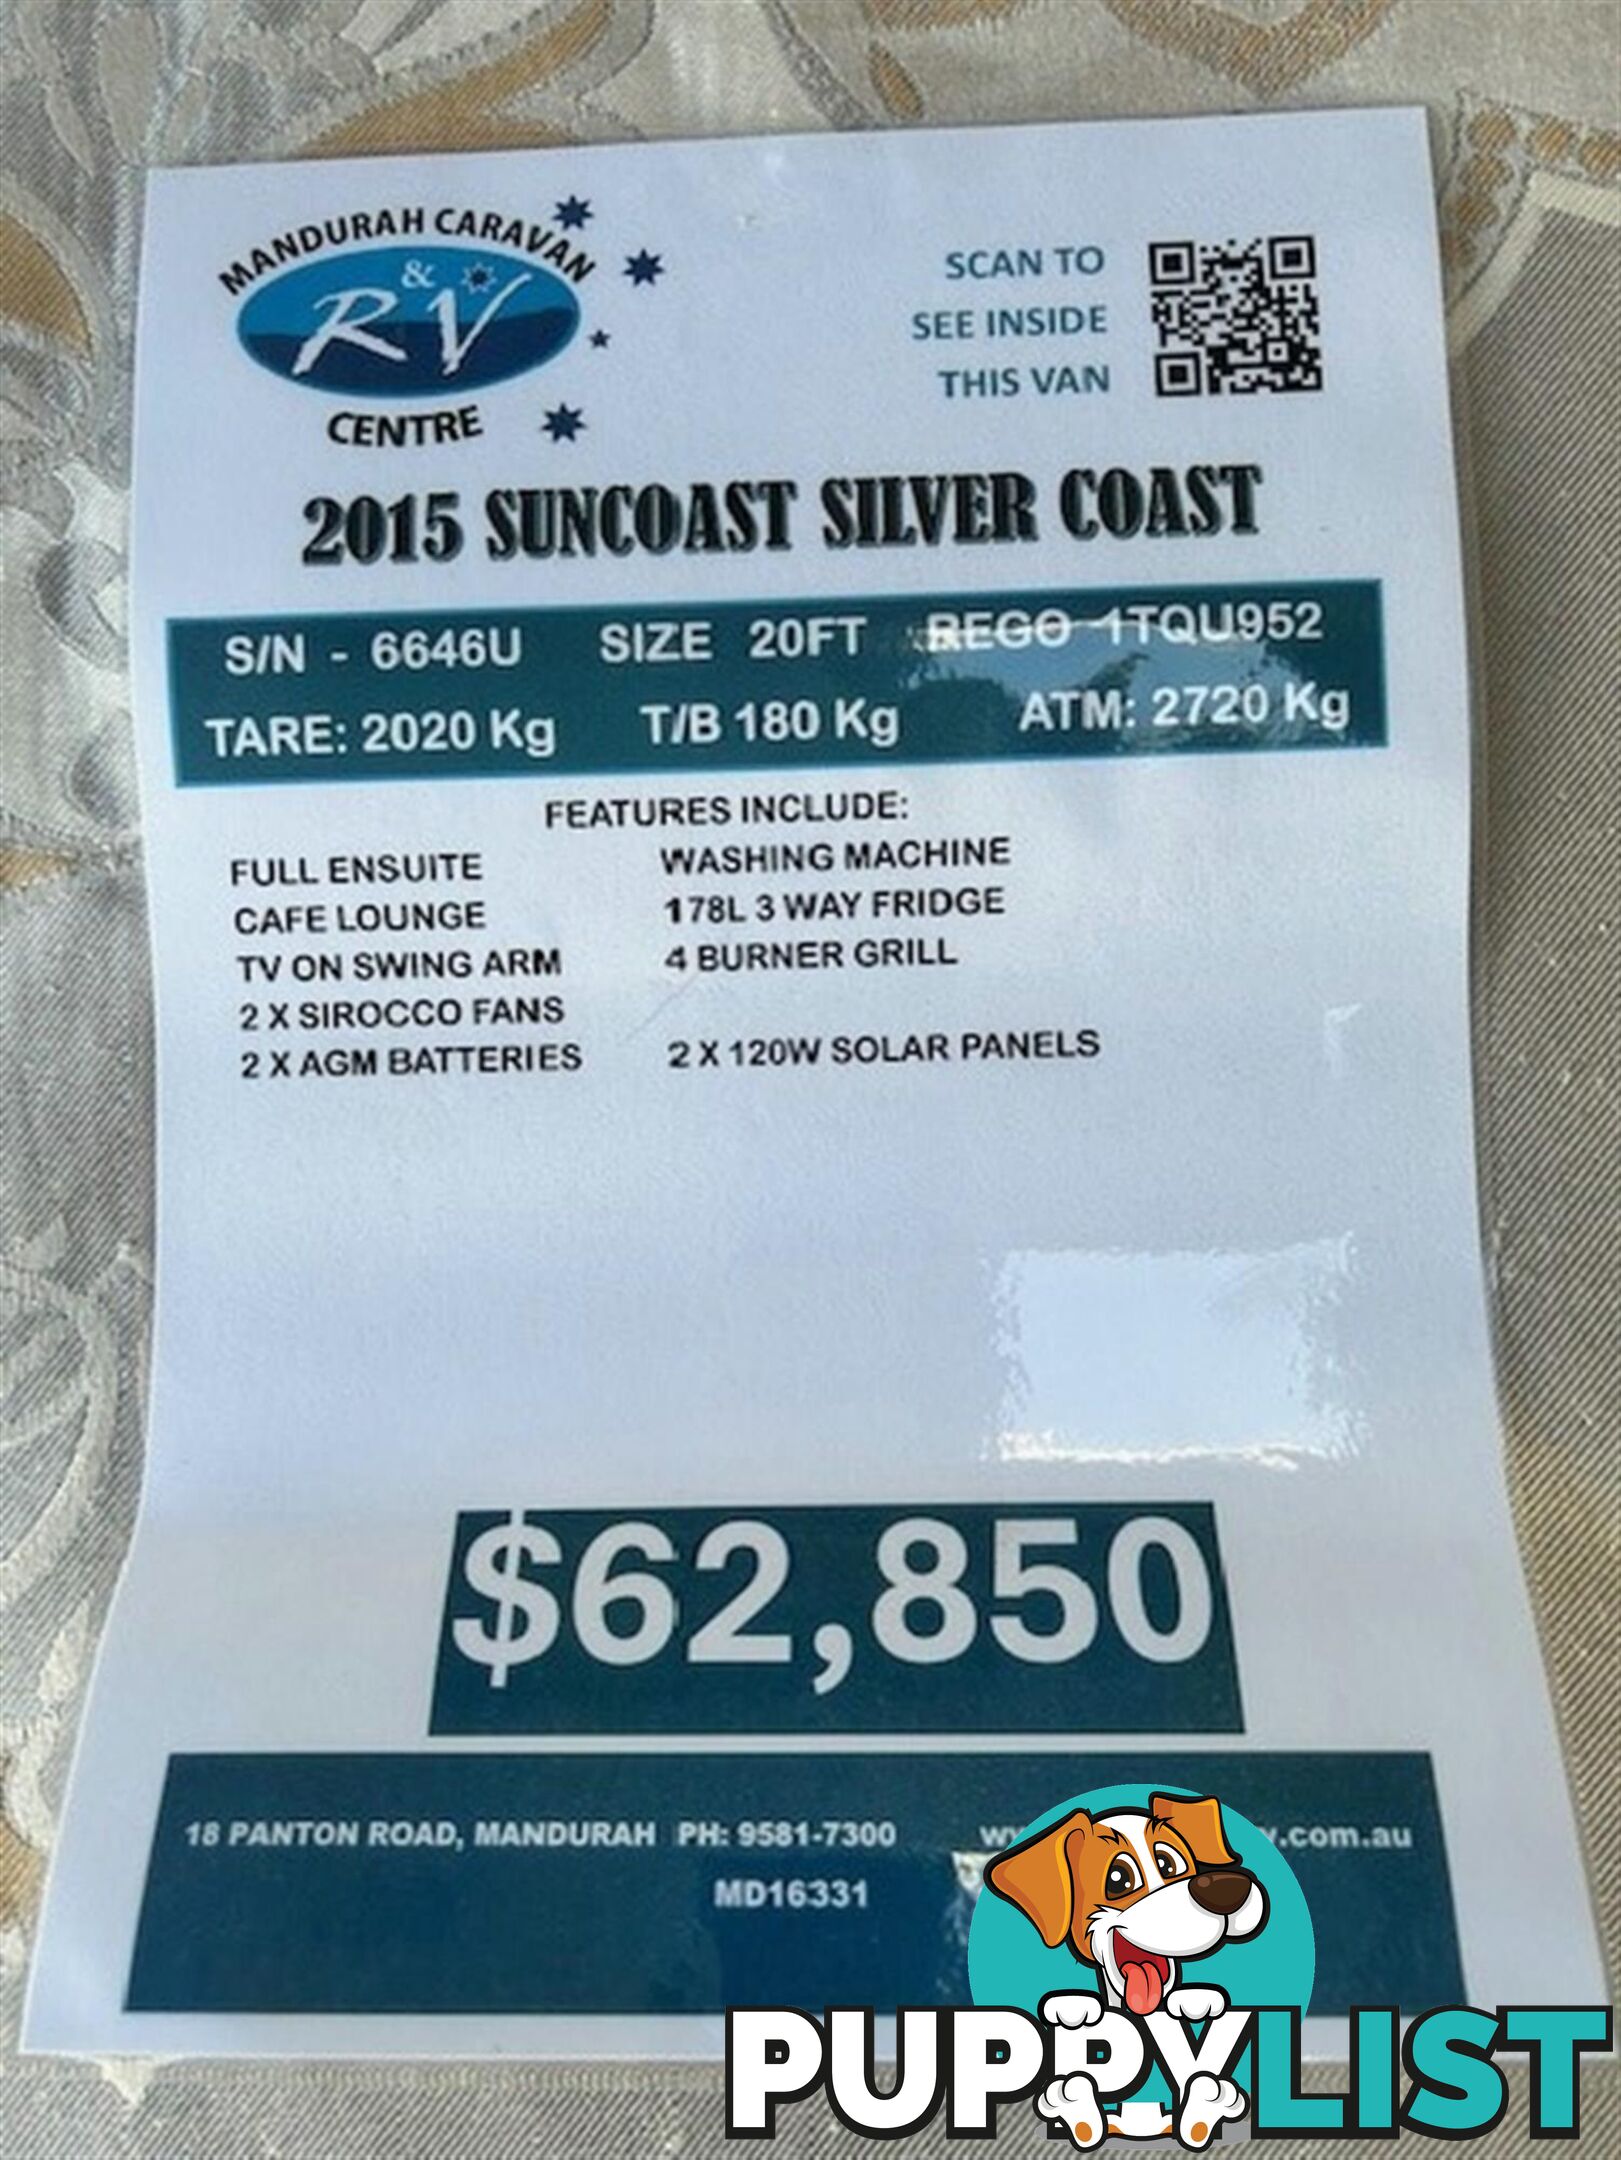 MANDURAH CARAVAN
& RV
CENTRE
SCAN TO
SEE INSIDE
THIS VAN
2015 SUNCOAST SILVER COAST
S/N - 6646U SIZE 20FT REGO 1TQU952
TARE: 2020 Kg T/B 180 Kg ATM: 2720 Kg
FEATURES INCLUDE:
FULL ENSUITE WASHING MACHINE
CAFE LOUNGE 178L 3 WAY FRIDGE
TV ON SWING ARM 4 BURNER GRILL
2 X SIROCCO FANS
2 X AGM BATTERIES 2 X 120W SOLAR PANELS
$62,850
18 PANTON ROAD, MANDURAH PH: 9581-7300 .com.au
MD16331
PUPPYLIST